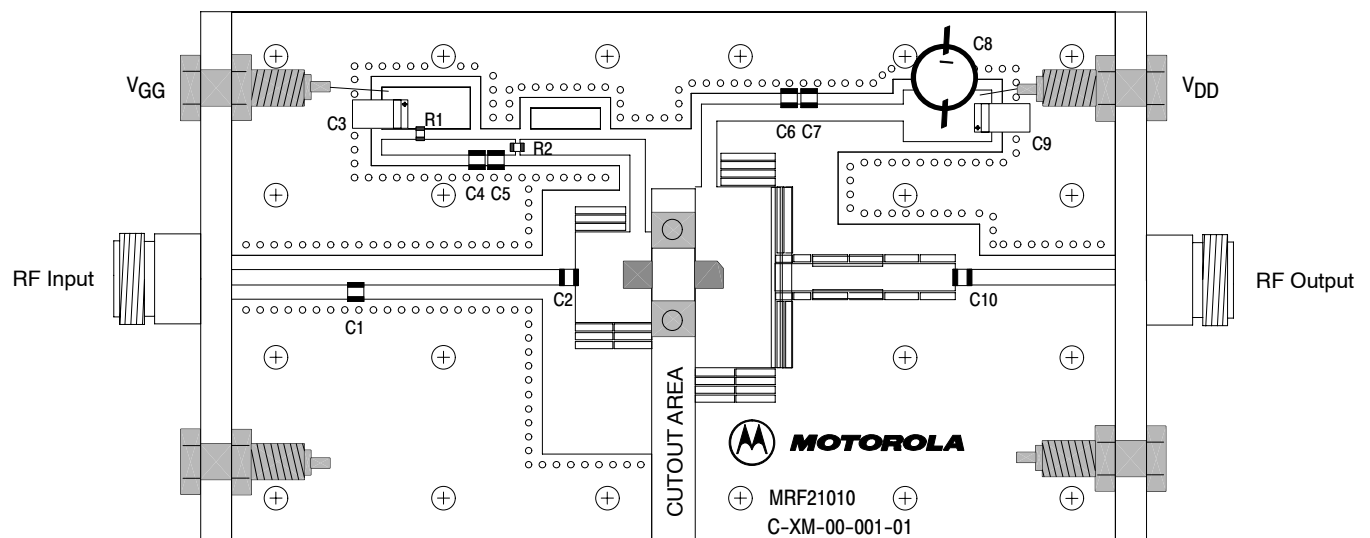 C8
VGG
VDD
C3
R1
C6 C7
C9
R2
C4 C5
RF Input
C2
C10
RF Output
C1
CUTOUT AREA
MOTOROLA
MRF21010
C-XM-00-001-01